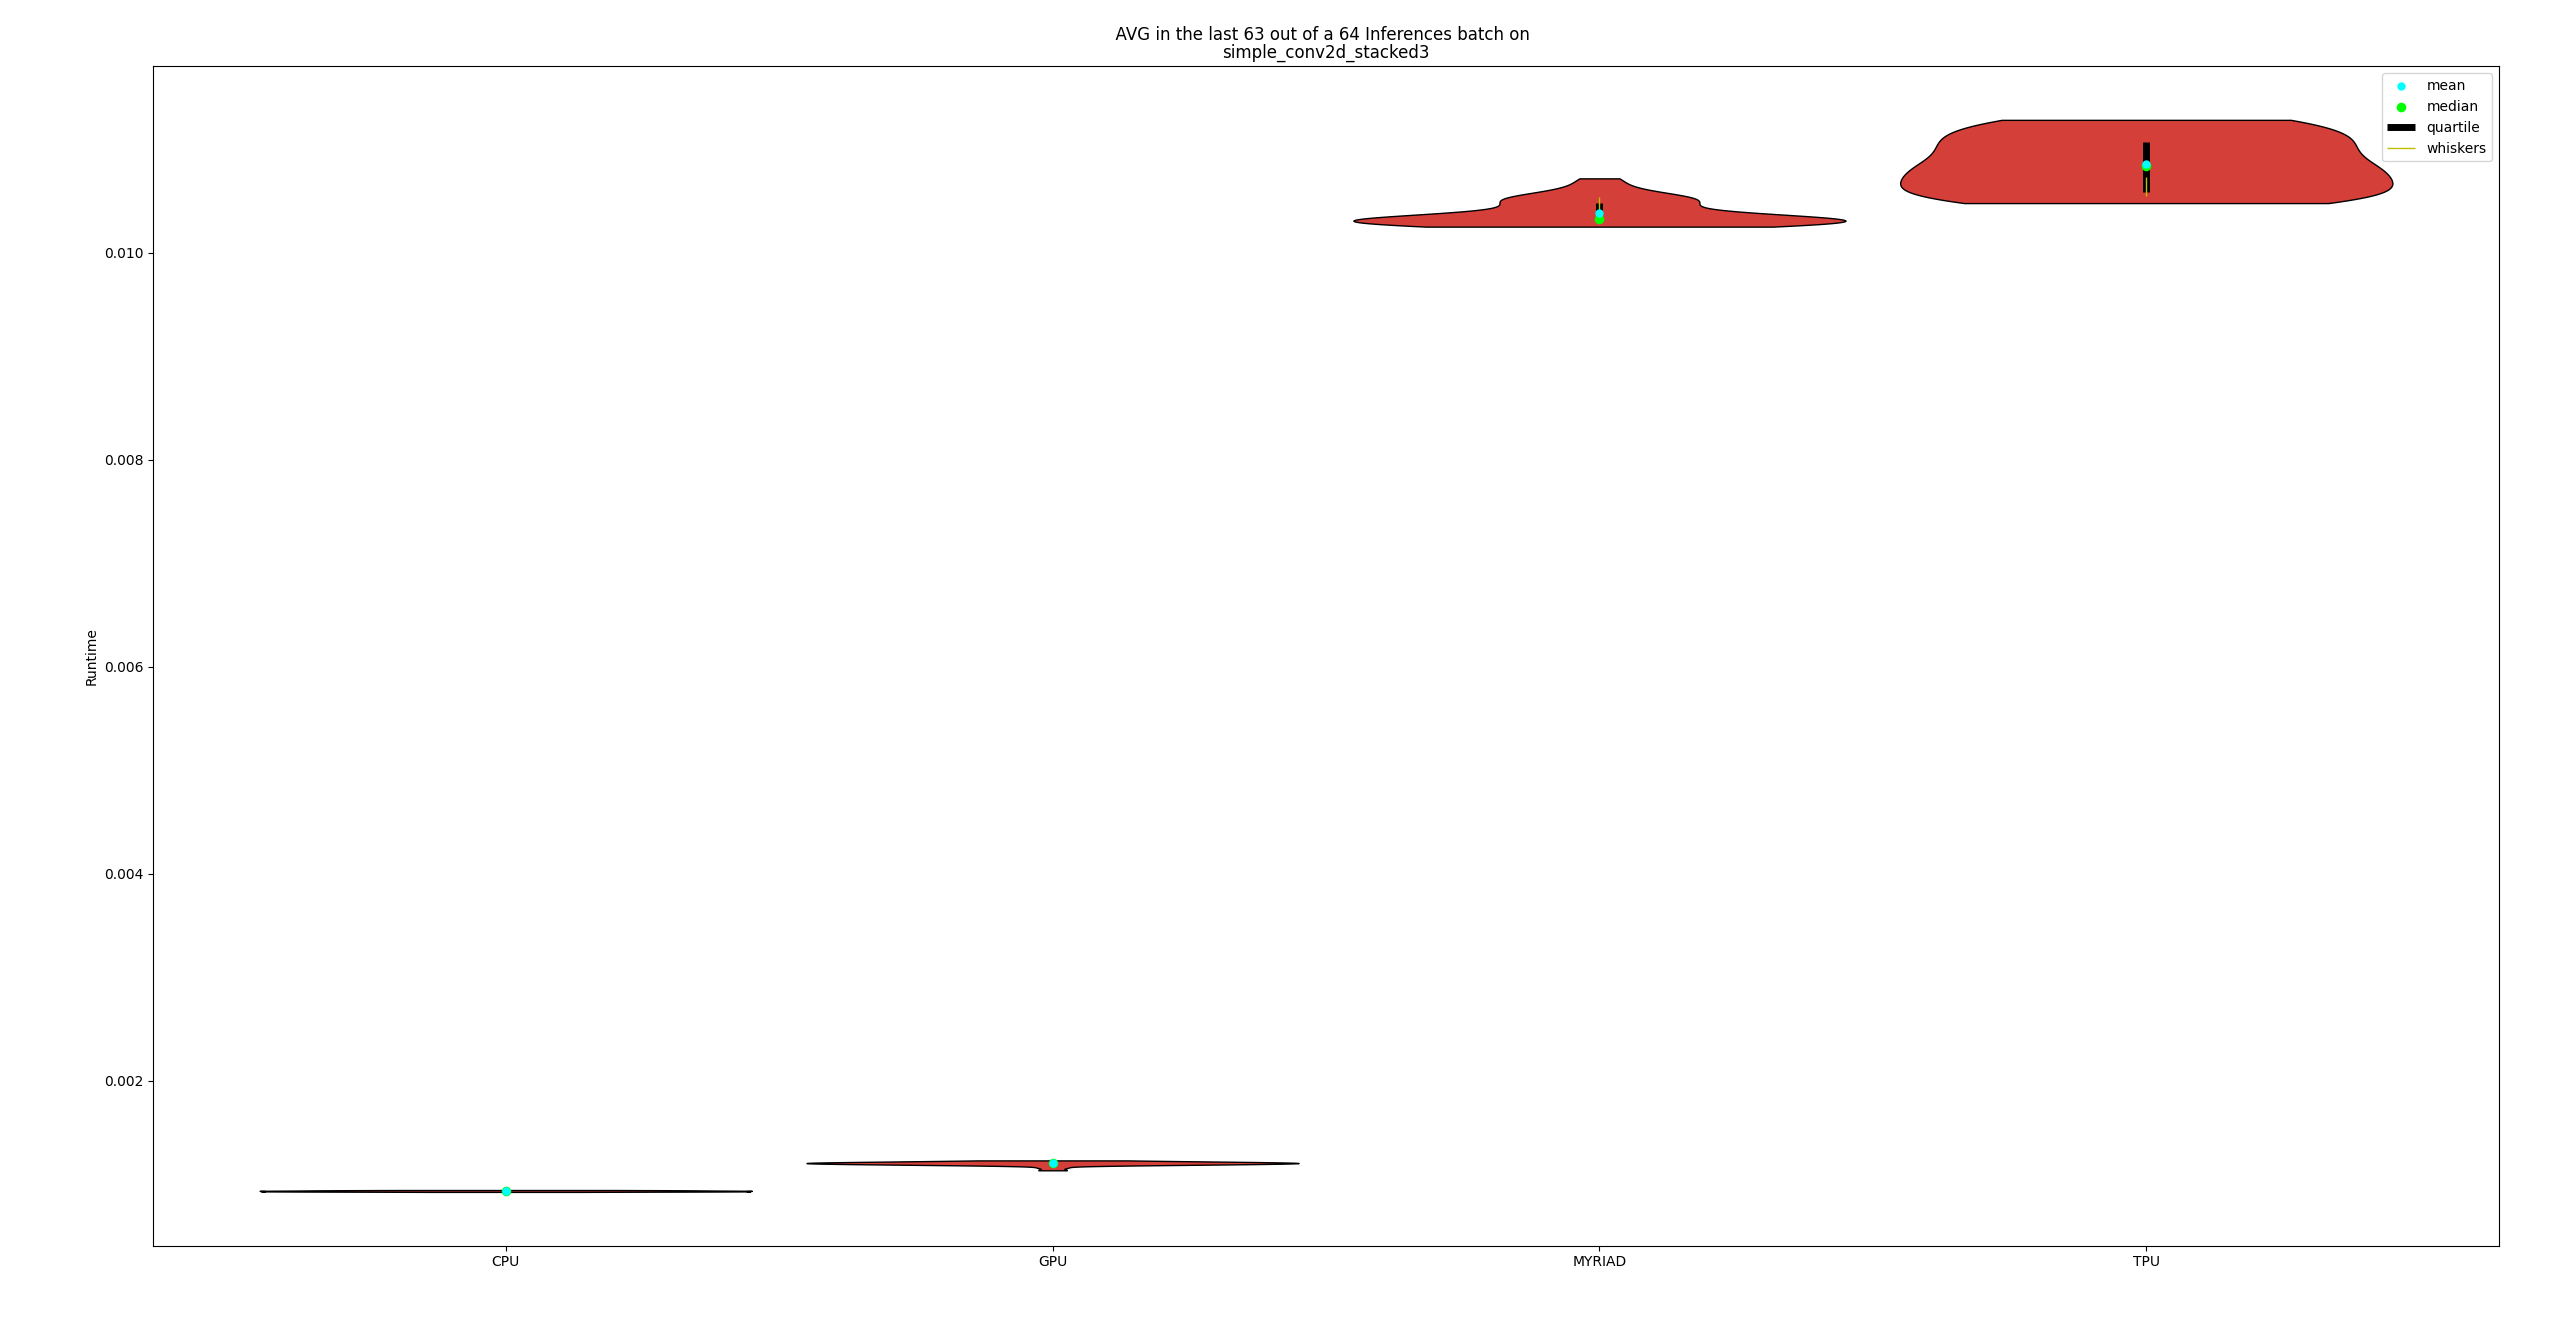 AVG in the last 63 out of a 64 Inferences batch on
simple_conv2d_stacked3
mean
median
quartile
whiskers
0.010
0.008
0.006
0.004
0.002
Runtime
CPU
GPU
MYRIAD
TPU